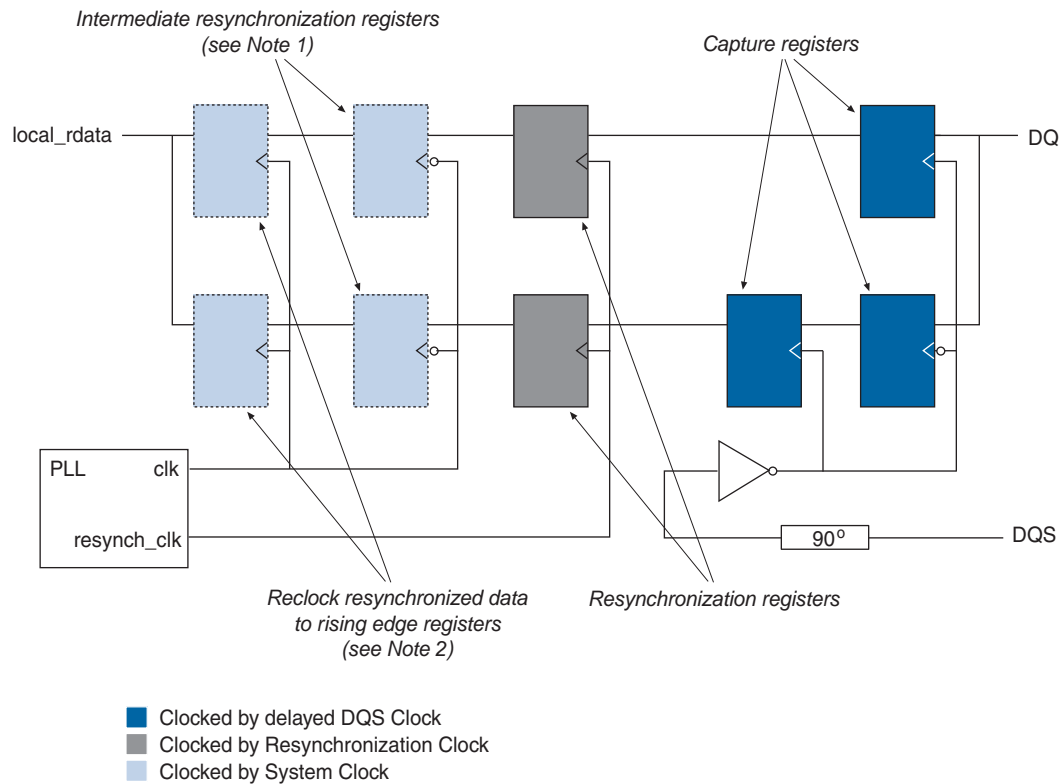 Intermediate resynchronization registers
(see Note 1)
Capture registers
local_rdata
DQ
PLL
clk
resynch_clk
90°
DQS
Reclock resynchronized data
to rising edge registers
(see Note 2)
Resynchronization registers
Clocked by delayed DQS Clock
Clocked by Resynchronization Clock
Clocked by System Clock